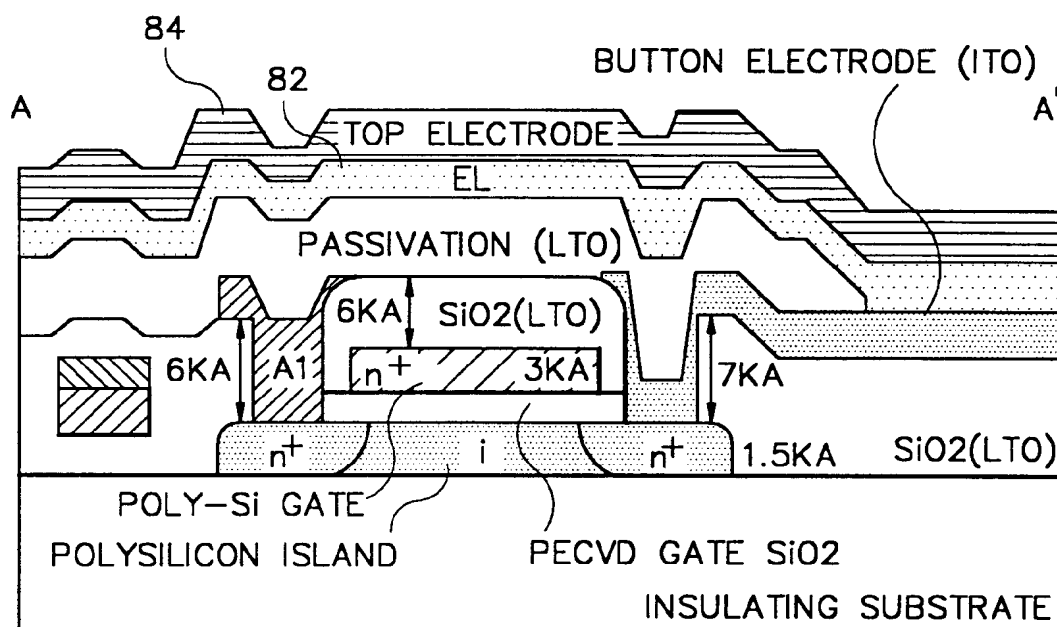 84
82
BUTTON ELECTRODE (ITO)
A
A'
TOP ELECTRODE
EL
PASSIVATION (LTO)
6KA
SiO2(LTO)
6KA
A1
n+
3KA
7KA
n+
i
n+
1.5KA
SiO2(LTO)
POLY-Si GATE
POLYSILICON ISLAND
PECVD GATE SiO2
INSULATING SUBSTRATE